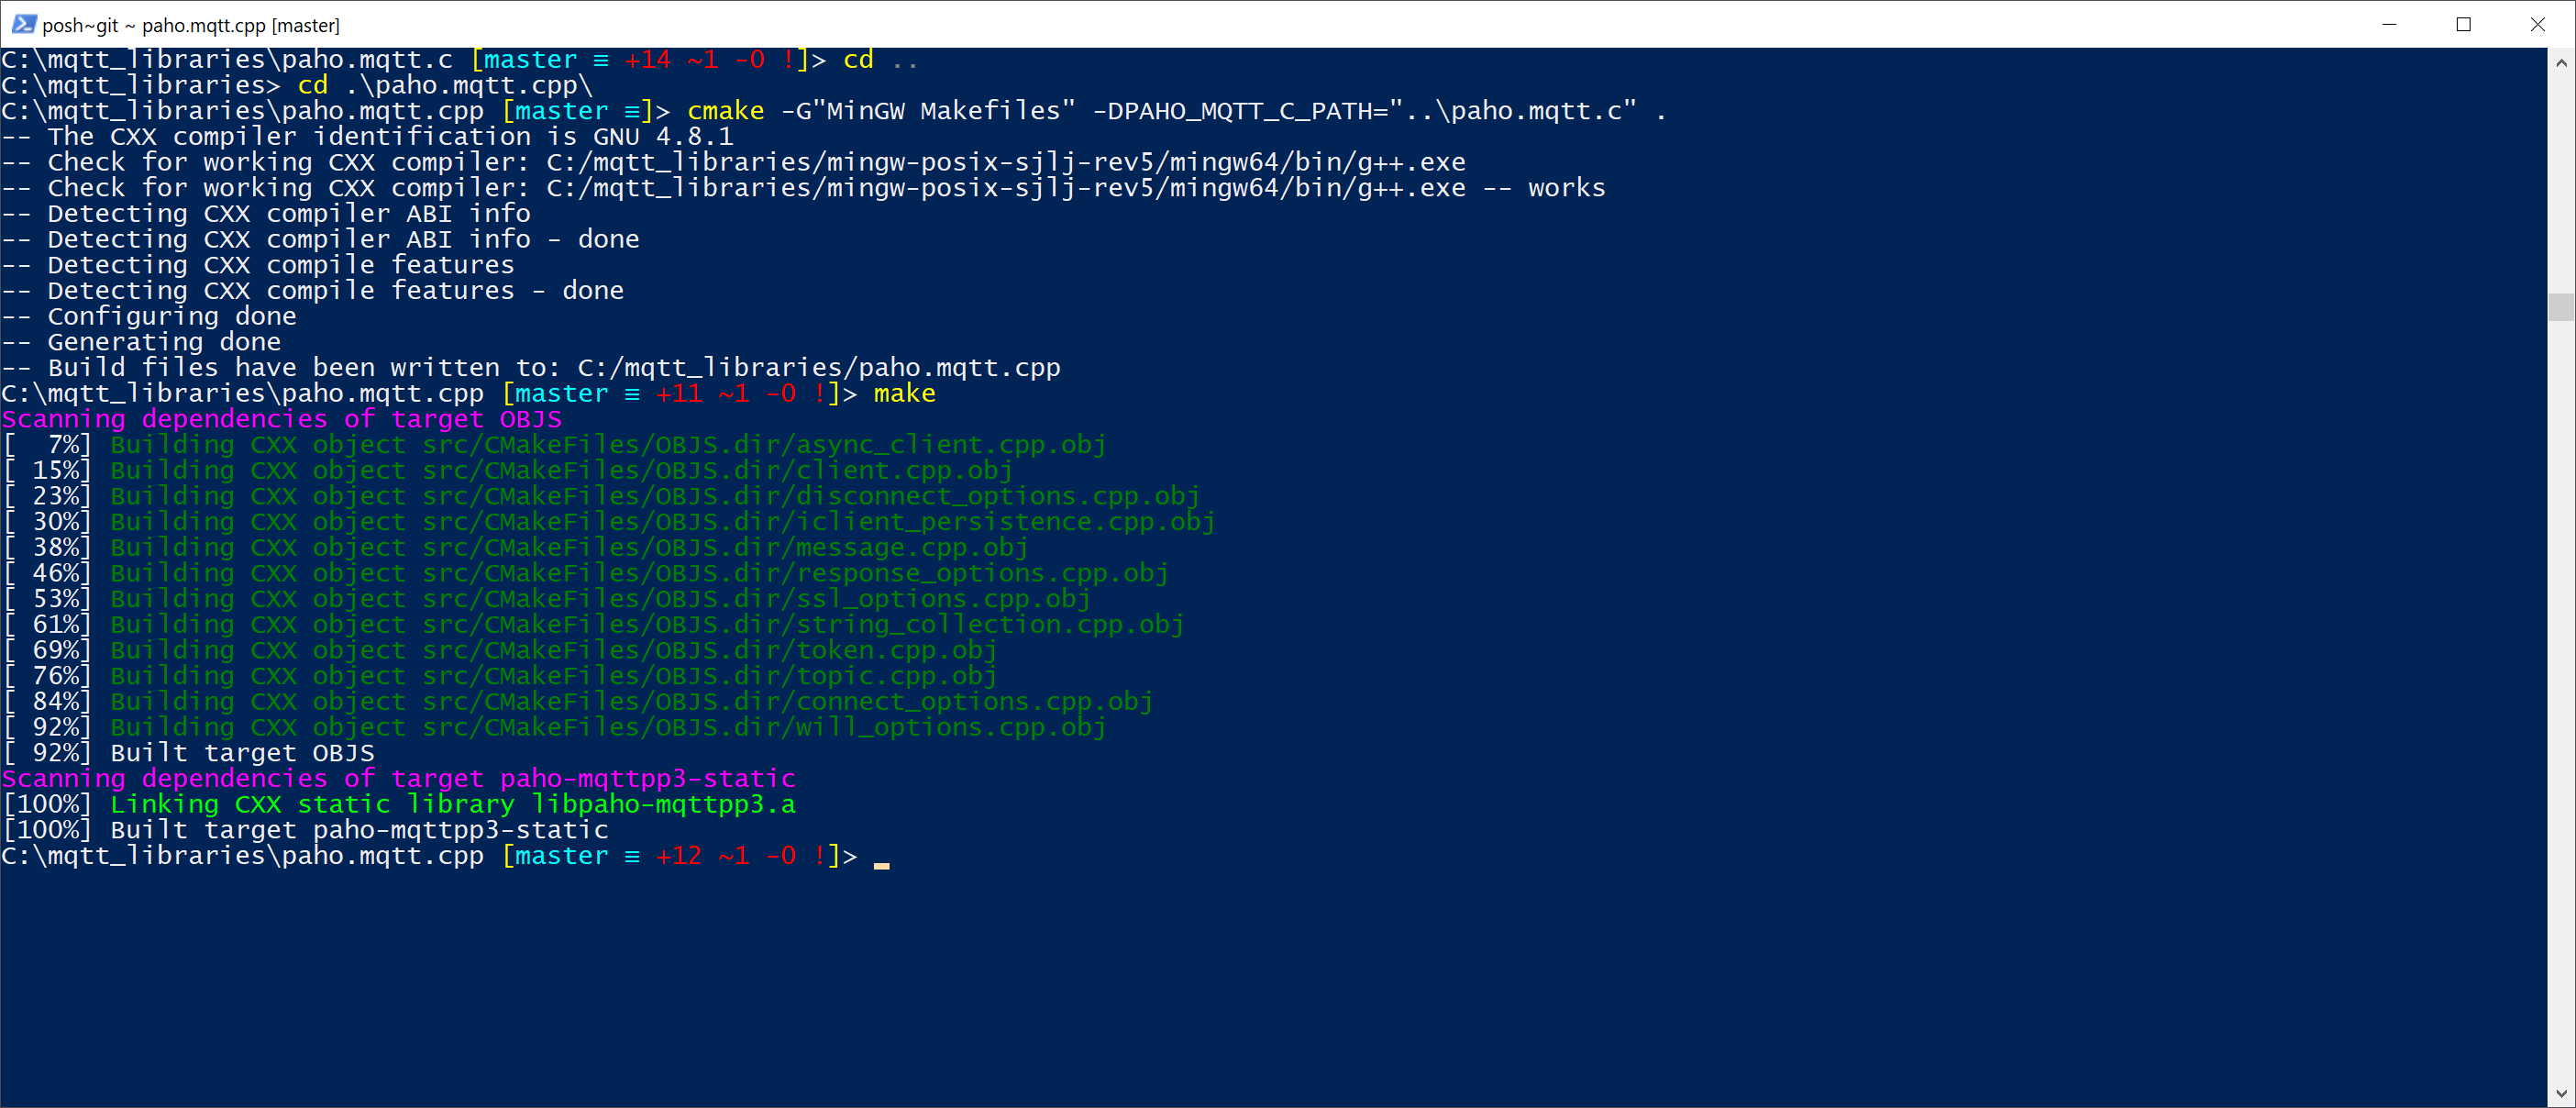 posh~git ~ paho.mqtt.cpp [master]
C:\mqtt_libraries\paho.mqtt.c [master ≡ +14 ~1 -0 !]> cd ..
C:\mqtt_libraries> cd .\paho.mqtt.cpp\
C:\mqtt_libraries\paho.mqtt.cpp [master ≡]> cmake -G"MinGW Makefiles" -DPAHO_MQTT_C_PATH="..\paho.mqtt.c" .
-- The CXX compiler identification is GNU 4.8.1
-- Check for working CXX compiler: C:/mqtt_libraries/mingw-posix-sjlj-rev5/mingw64/bin/g++.exe
-- Check for working CXX compiler: C:/mqtt_libraries/mingw-posix-sjlj-rev5/mingw64/bin/g++.exe -- works
-- Detecting CXX compiler ABI info
-- Detecting CXX compiler ABI info - done
-- Detecting CXX compile features
-- Detecting CXX compile features - done
-- Configuring done
-- Generating done
-- Build files have been written to: C:/mqtt_libraries/paho.mqtt.cpp
C:\mqtt_libraries\paho.mqtt.cpp [master ≡ +11 ~1 -0 !]> make
Scanning dependencies of target OBJS
[  7%] Building CXX object src/CMakeFiles/OBJS.dir/async_client.cpp.obj
[ 15%] Building CXX object src/CMakeFiles/OBJS.dir/client.cpp.obj
[ 23%] Building CXX object src/CMakeFiles/OBJS.dir/disconnect_options.cpp.obj
[ 30%] Building CXX object src/CMakeFiles/OBJS.dir/iclient_persistence.cpp.obj
[ 38%] Building CXX object src/CMakeFiles/OBJS.dir/message.cpp.obj
[ 46%] Building CXX object src/CMakeFiles/OBJS.dir/response_options.cpp.obj
[ 53%] Building CXX object src/CMakeFiles/OBJS.dir/ssl_options.cpp.obj
[ 61%] Building CXX object src/CMakeFiles/OBJS.dir/string_collection.cpp.obj
[ 69%] Building CXX object src/CMakeFiles/OBJS.dir/token.cpp.obj
[ 76%] Building CXX object src/CMakeFiles/OBJS.dir/topic.cpp.obj
[ 84%] Building CXX object src/CMakeFiles/OBJS.dir/connect_options.cpp.obj
[ 92%] Building CXX object src/CMakeFiles/OBJS.dir/will_options.cpp.obj
[ 92%] Built target OBJS
Scanning dependencies of target paho-mqttpp3-static
[100%] Linking CXX static library libpaho-mqttpp3.a
[100%] Built target paho-mqttpp3-static
C:\mqtt_libraries\paho.mqtt.cpp [master ≡ +12 ~1 -0 !]> _